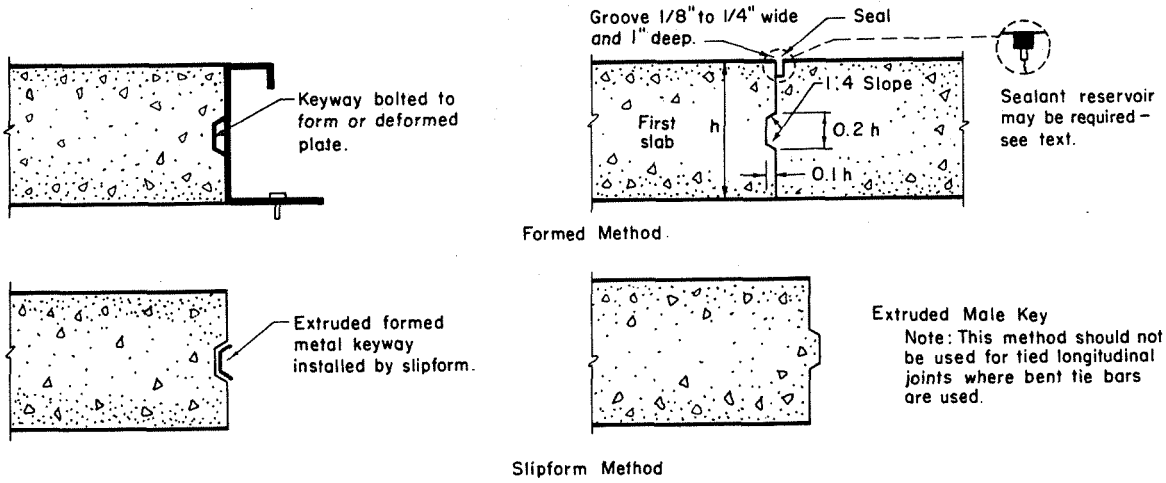 Groove 1/8" to 1/4" wide
and 1" deep.
Seal
Keyway bolted to
form or deformed
plate.
First
slab
h
1:4 Slope
0.2 h
0.1 h
Sealant reservoir
may be required–
see text.
Formed Method.
Extruded formed
metal keyway
installed by slipform.
Extruded Male Key
Note: This method should not
be used for tied longitudinal
joints where bent tie bars
are used.
Slipform Method